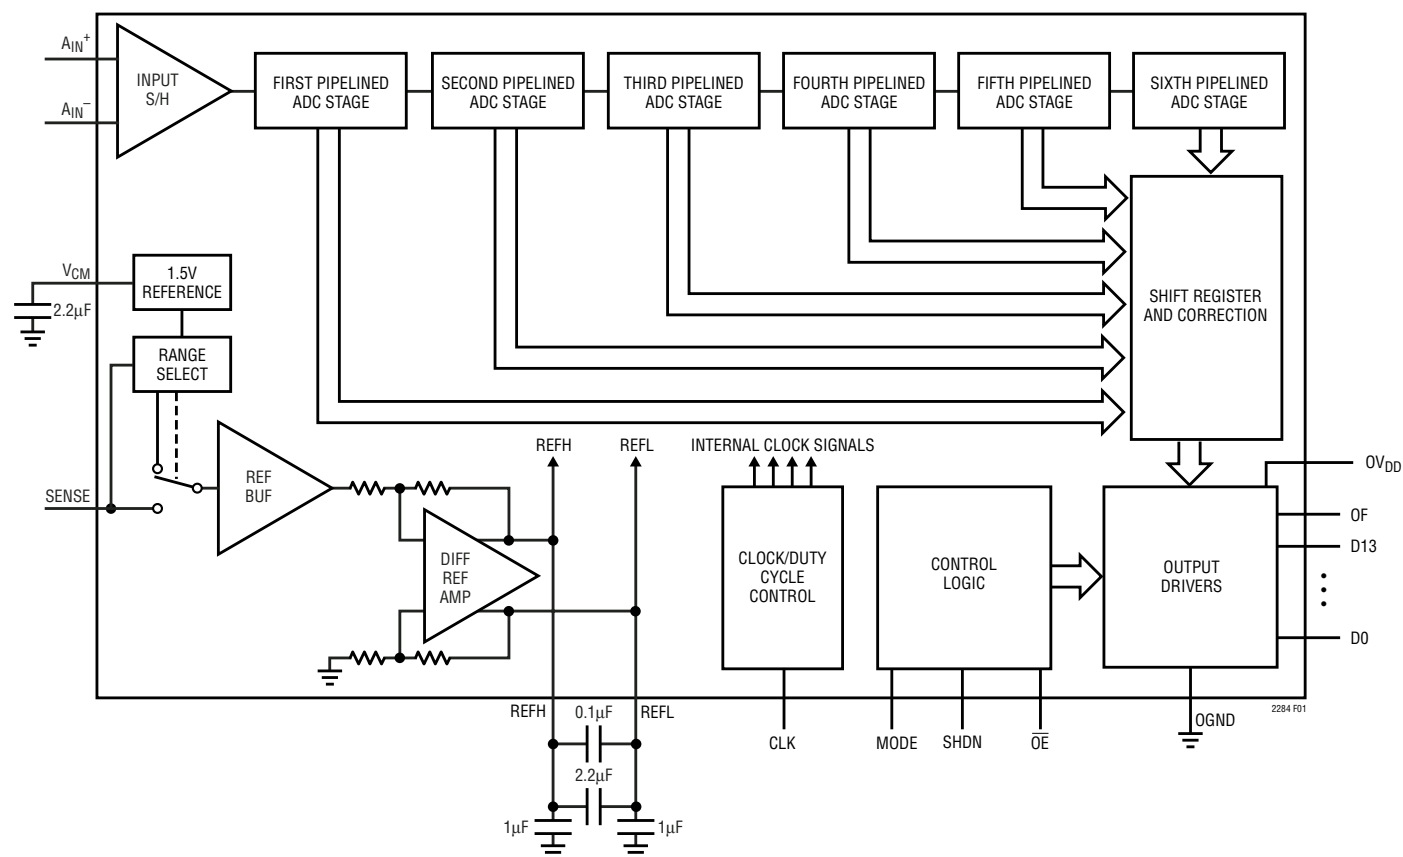 AIN+
INPUT
S/H
AIN−
FIRST PIPELINED
ADC STAGE
SECOND PIPELINED
ADC STAGE
THIRD PIPELINED
ADC STAGE
FOURTH PIPELINED
ADC STAGE
FIFTH PIPELINED
ADC STAGE
SIXTH PIPELINED
ADC STAGE
VCM
2.2μF
1.5V
REFERENCE
RANGE
SELECT
SHIFT REGISTER
AND CORRECTION
SENSE
REF
BUF
DIFF
REF
AMP
REFH
REFL
INTERNAL CLOCK SIGNALS
CLOCK/DUTY
CYCLE
CONTROL
CONTROL
LOGIC
OUTPUT
DRIVERS
OVDD
OF
D13
D0
REFH
0.1μF
REFL
2.2μF
1μF
1μF
CLK
MODE
SHDN
O̅E̅
OGND
2284 F01